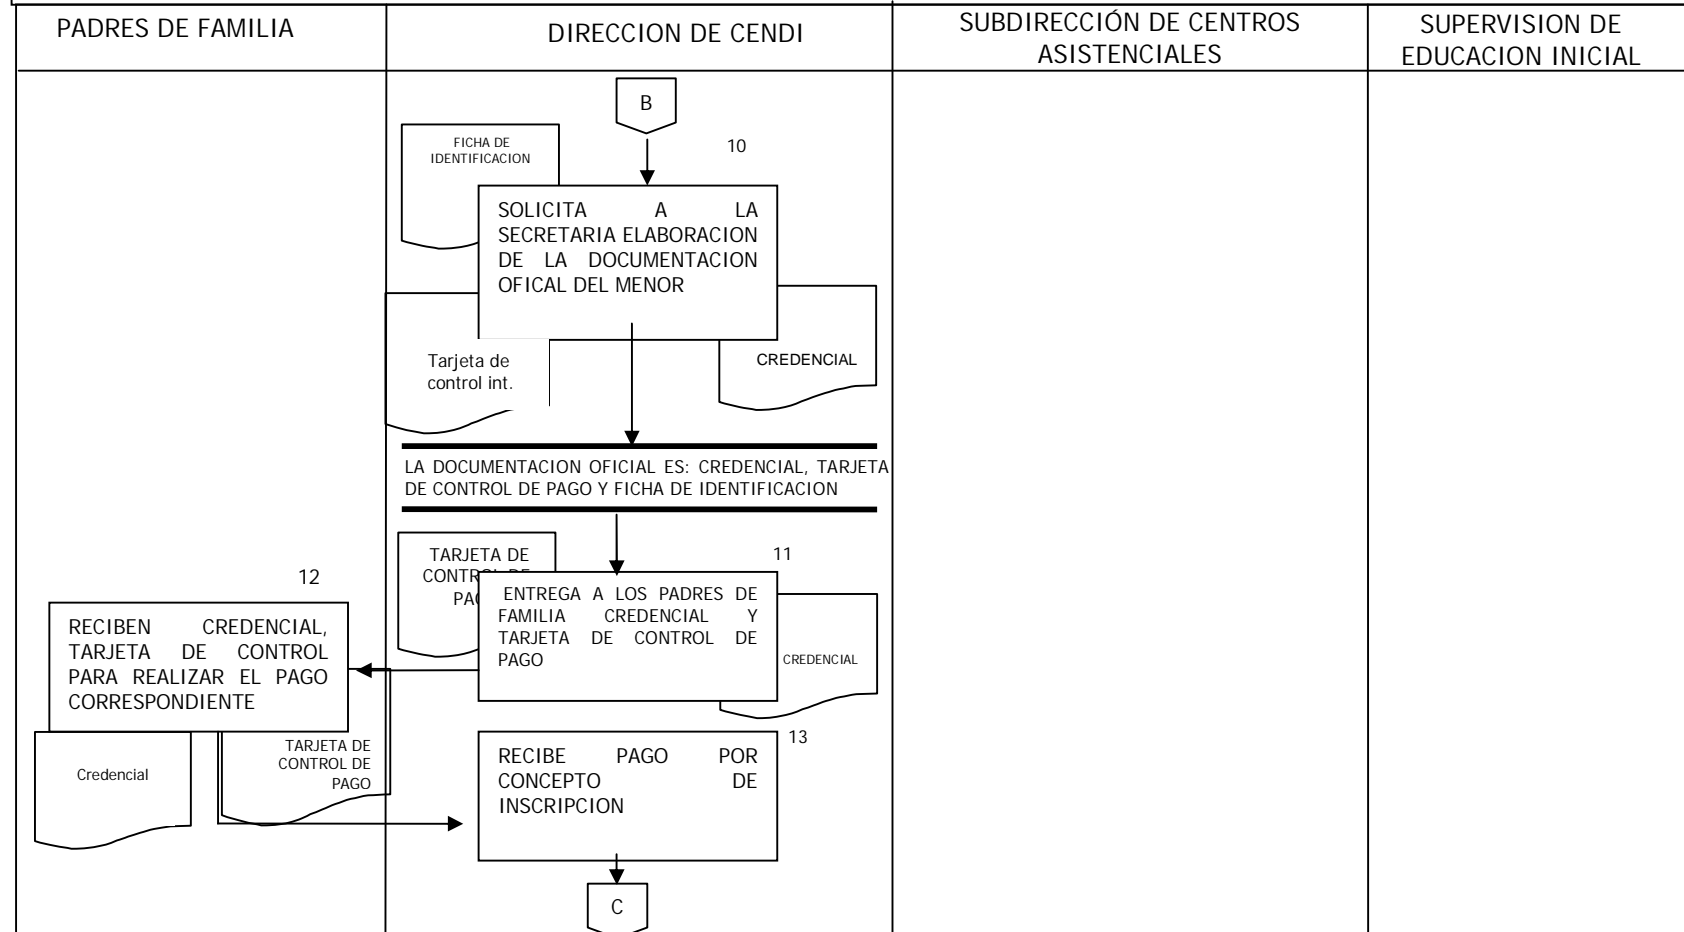 PADRES DE FAMILIA
DIRECCION DE CENDI
SUBDIRECCIÓN DE CENTROS
ASISTENCIALES
SUPERVISION DE
EDUCACION INICIAL
B
FICHA DE
IDENTIFICACION
10
SOLICITA A LA
SECRETARIA ELABORACION
DE LA DOCUMENTACION
OFICAL DEL MENOR
Tarjeta de
control int.
CREDENCIAL
LA DOCUMENTACION OFICIAL ES: CREDENCIAL, TARJETA
DE CONTROL DE PAGO Y FICHA DE IDENTIFICACION
TARJETA DE
CONTROL DE
PAGO
11
ENTREGA A LOS PADRES DE
FAMILIA CREDENCIAL Y
TARJETA DE CONTROL DE
PAGO
CREDENCIAL
12
RECIBEN CREDENCIAL,
TARJETA DE CONTROL
PARA REALIZAR EL PAGO
CORRESPONDIENTE
Credencial
TARJETA DE
CONTROL DE
PAGO
13
RECIBE PAGO POR
CONCEPTO DE
INSCRIPCION
C